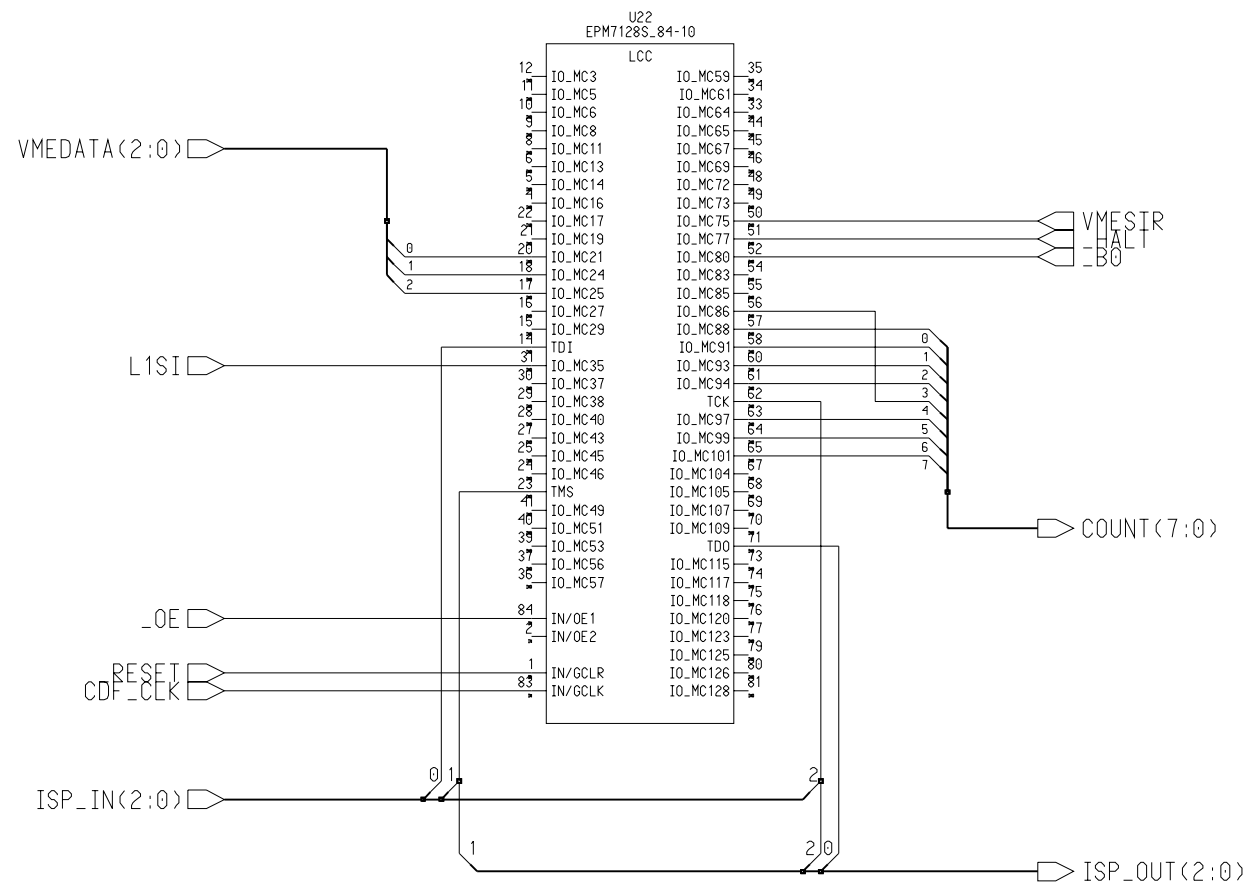 U22
EPM7128S_84-10
LCC
12 IO_MC3 IO_MC59 35
11 IO_MC5 IO_MC61 34
10 IO_MC6 IO_MC64 33
9 IO_MC8 IO_MC65 44
VMEDATA(2:0) 8 IO_MC11 IO_MC67 45
6 IO_MC13 IO_MC69 46
5 IO_MC14 IO_MC72 48
4 IO_MC16 IO_MC73 49
22 IO_MC17 IO_MC75 50 VMESTR
21 IO_MC19 IO_MC77 51 _HALT
0 20 IO_MC21 IO_MC80 52 _B0
1 18 IO_MC24 IO_MC83 54
2 17 IO_MC25 IO_MC85 55
16 IO_MC27 IO_MC86 56
15 IO_MC29 IO_MC88 57 0
14 TDI IO_MC91 58 1
L1SI 31 IO_MC35 IO_MC93 60 2
30 IO_MC37 IO_MC94 61 3
29 IO_MC38 TCK 62 4
28 IO_MC40 IO_MC97 63 5
27 IO_MC43 IO_MC99 64 6
25 IO_MC45 IO_MC101 65 7
24 IO_MC46 IO_MC104 67
23 TMS IO_MC105 68
41 IO_MC49 IO_MC107 69
40 IO_MC51 IO_MC109 70 COUNT(7:0)
39 IO_MC53 TDO 71
37 IO_MC56 IO_MC115 73
36 IO_MC57 IO_MC117 74
IO_MC118 75
_OE 84 IN/OE1 IO_MC120 76
2 IN/OE2 IO_MC123 77
IO_MC125 79
_RESET 1 IN/GCLR IO_MC126 80
CDF_CLK 83 IN/GCLK IO_MC128 81
0 1 2
ISP_IN(2:0)
1 2 0
ISP_OUT(2:0)